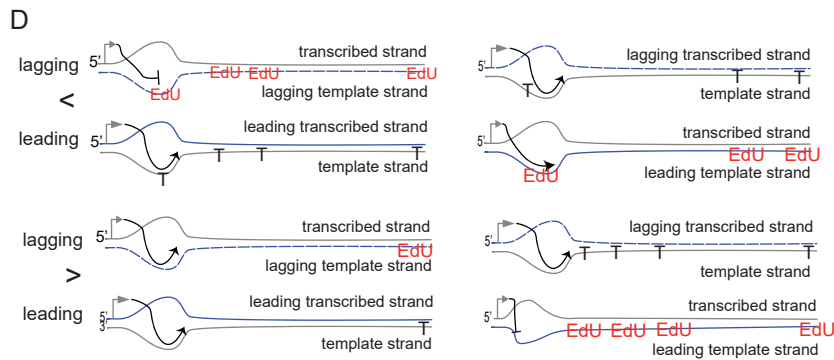 D
lagging
<
leading
5'
transcribed strand
EdU EdU EdU EdU
lagging template strand
5'
leading transcribed strand
T T T T
template strand
5'
lagging transcribed strand
T T T
template strand
5'
transcribed strand
EdU EdU EdU
leading template strand
lagging
>
leading
5'
transcribed strand
EdU
lagging template strand
5'
3'
leading transcribed strand
T
template strand
5'
lagging transcribed strand
T T T T
template strand
5'
transcribed strand
EdU EdU EdU EdU
leading template strand